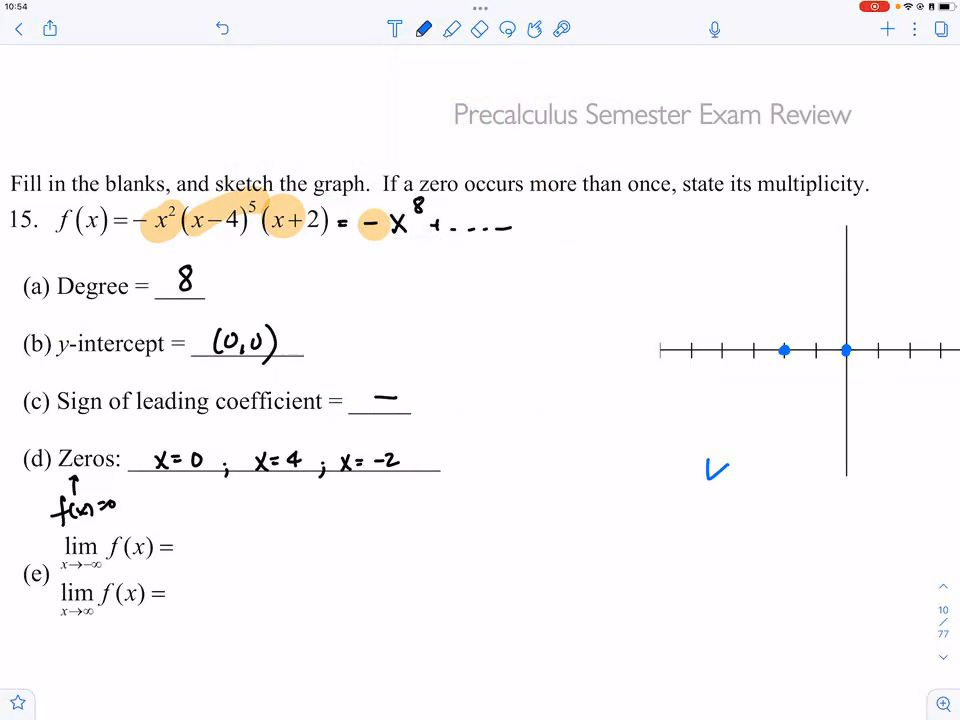 10:54
Precalculus Semester Exam Review
Fill in the blanks, and sketch the graph. If a zero occurs more than once, state its multiplicity.
15. f(x) = − x²(x − 4)⁵(x + 2) = − x⁸ + . . . . –
(a) Degree = 8
(b) y-intercept = (0,0)
(c) Sign of leading coefficient = −
(d) Zeros: x=0 ; x=4 ; x=-2
↑
f(x)=0
(e) lim x→−∞ f(x) =
lim x→∞ f(x) =
10
/
77